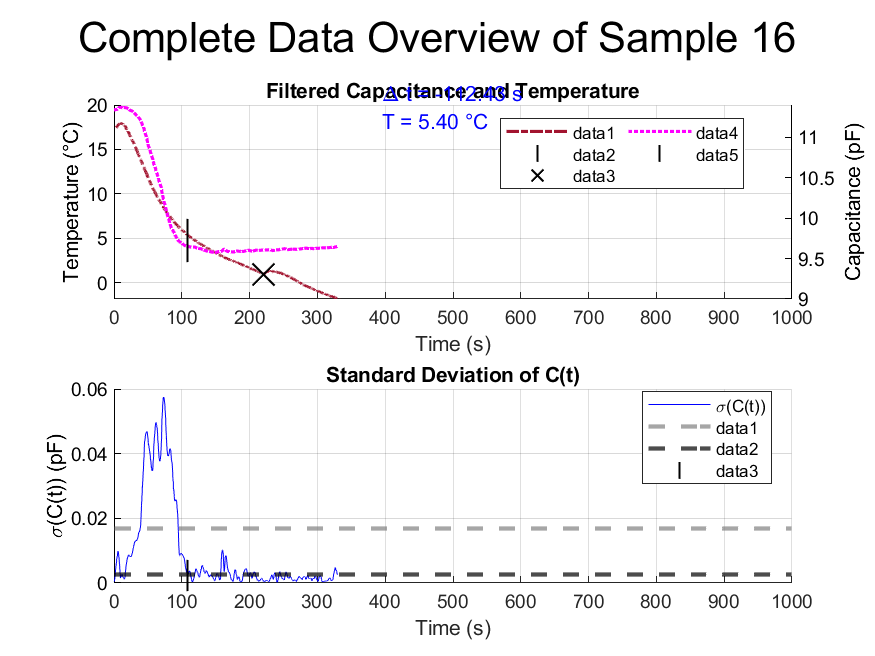 Complete Data Overview of Sample 16
Filtered Capacitance and Temperature
Δ t = -112.43 s
T = 5.40 °C
data1
data2
data3
data4
data5
Temperature (°C)
20
15
10
5
0
Capacitance (pF)
11
10.5
10
9.5
9
0 100 200 300 400 500 600 700 800 900 1000
Time (s)
Standard Deviation of C(t)
σ(C(t))
data1
data2
data3
σ(C(t)) (pF)
0.06
0.04
0.02
0
0 100 200 300 400 500 600 700 800 900 1000
Time (s)